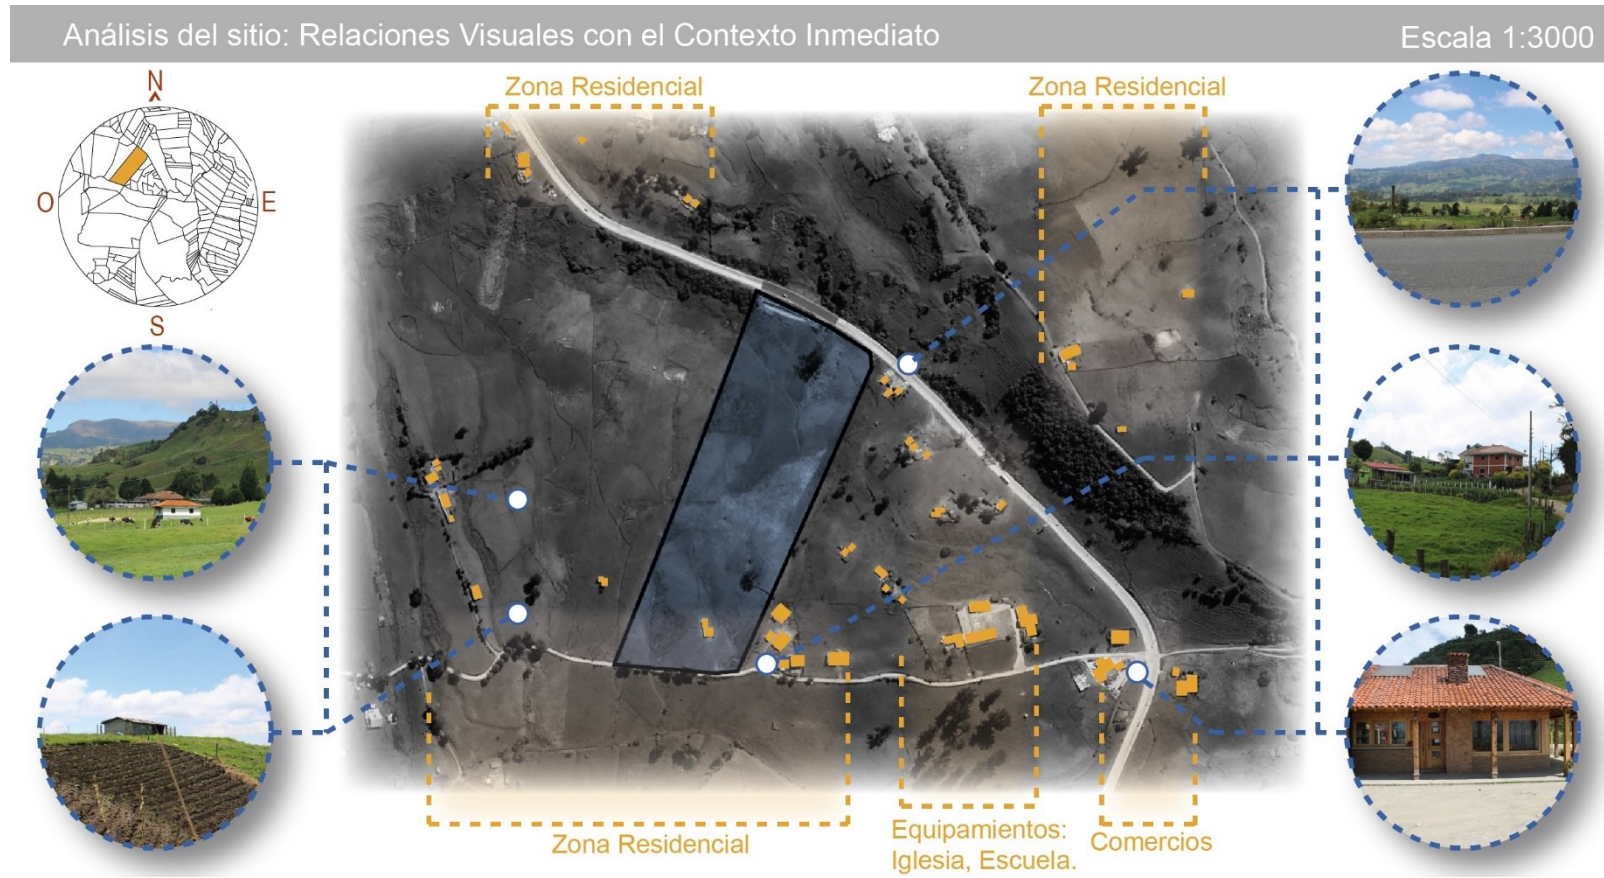 Análisis del sitio: Relaciones Visuales con el Contexto Inmediato
Escala 1:3000
N
O
E
S
Zona Residencial
Zona Residencial
Zona Residencial
Equipamientos:
Iglesia, Escuela.
Comercios